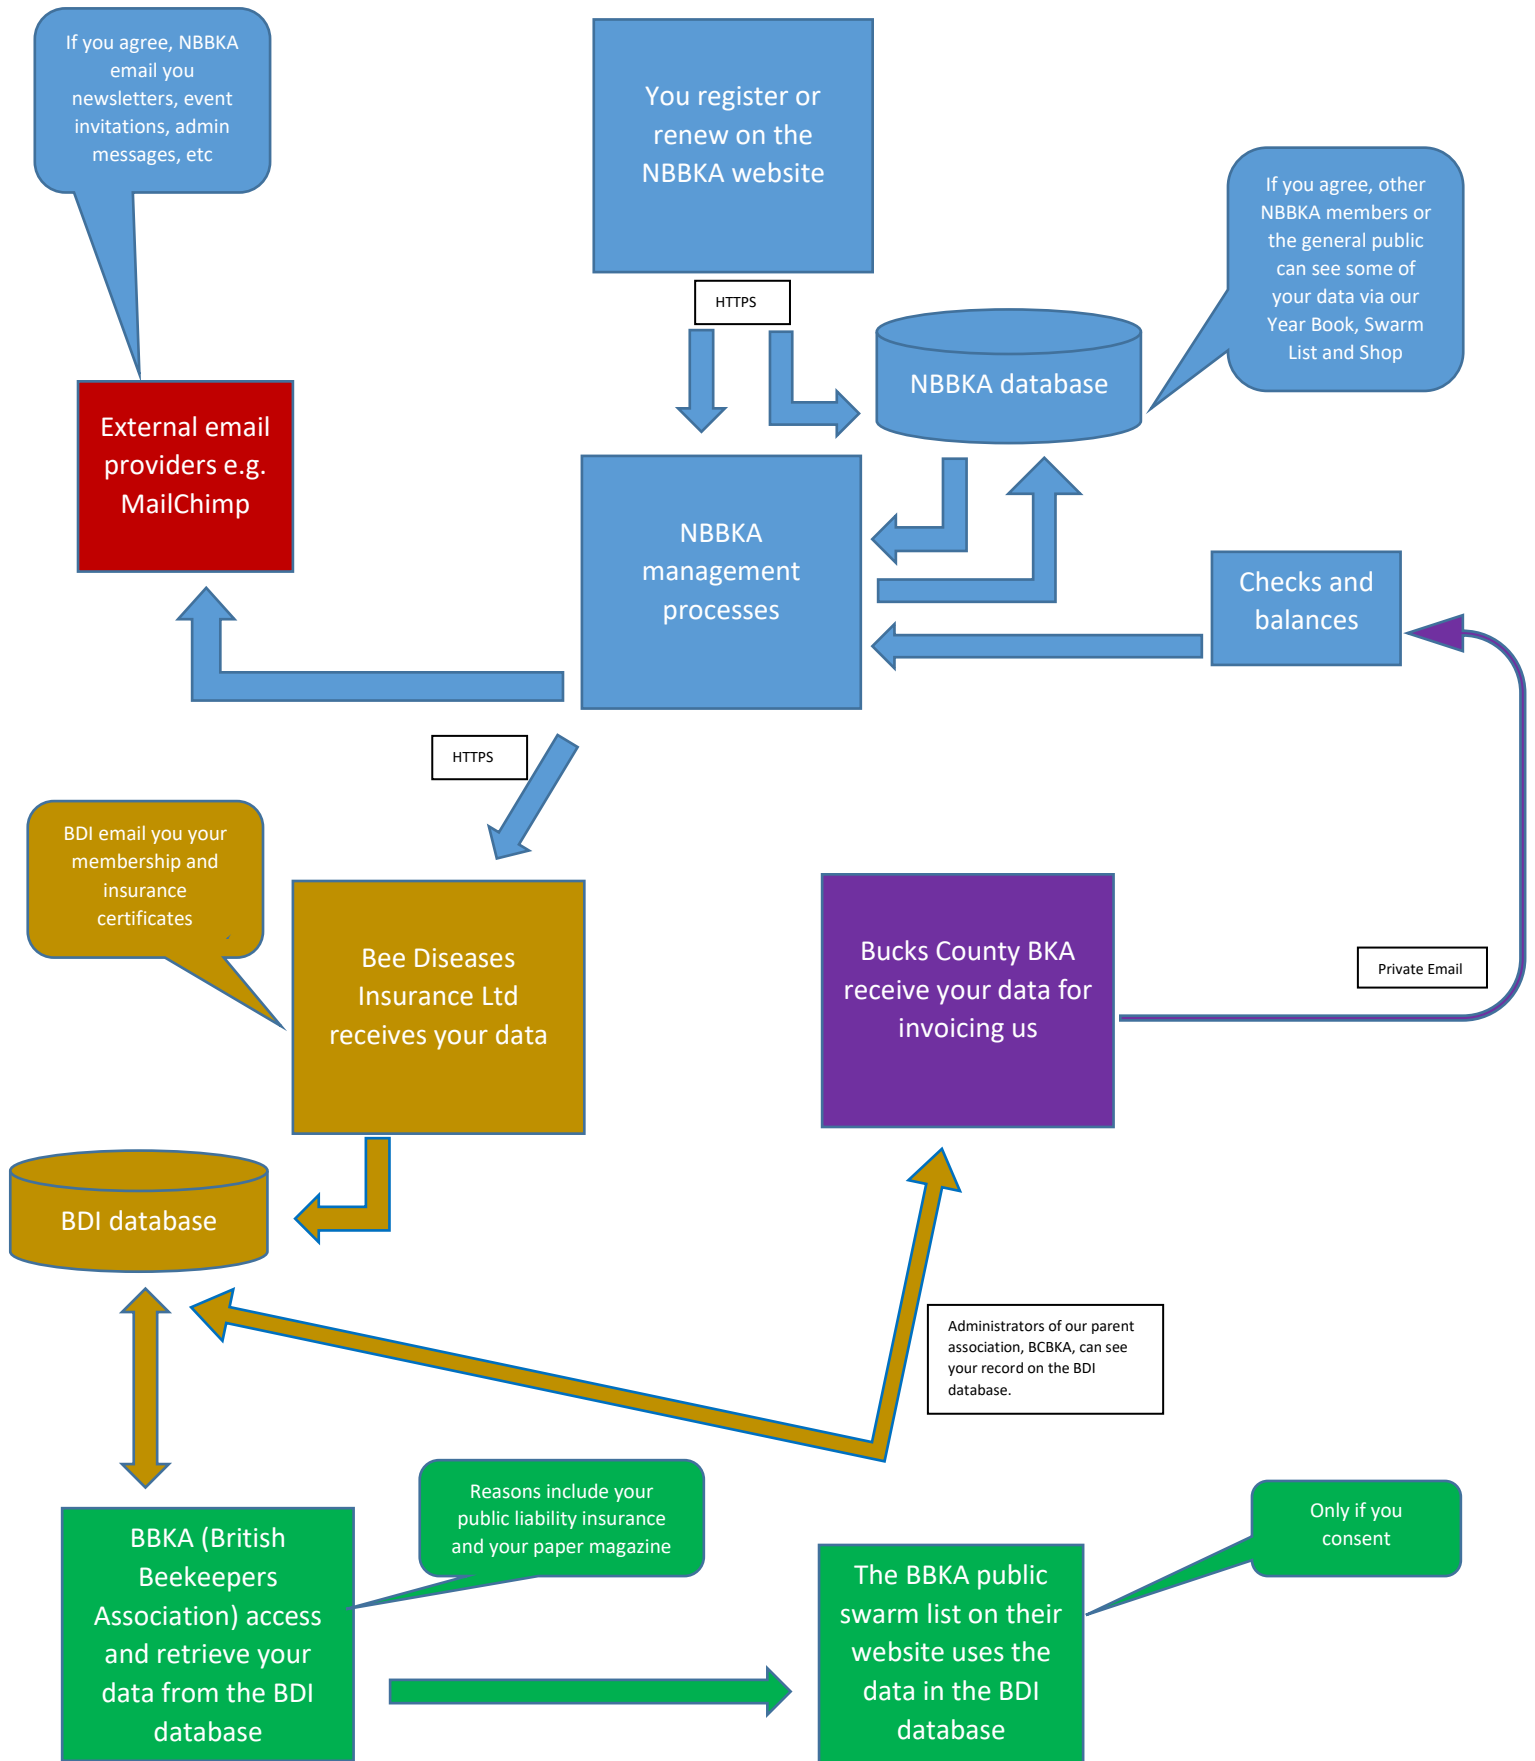 If you agree, NBBKA
email you
newsletters, event
invitations, admin
messages, etc
You register or
renew on the
NBBKA website
If you agree, other
NBBKA members or
the general public
can see some of
your data via our
Year Book, Swarm
List and Shop
HTTPS
NBBKA database
External email
providers e.g.
MailChimp
NBBKA
management
processes
Checks and
balances
HTTPS
BDI email you your
membership and
insurance
certificates
Bee Diseases
Insurance Ltd
receives your data
Bucks County BKA
receive your data for
invoicing us
Private Email
BDI database
Administrators of our parent
association, BCBKA, can see
your record on the BDI
database.
Reasons include your
public liability insurance
and your paper magazine
Only if you
consent
BBKA (British
Beekeepers
Association) access
and retrieve your
data from the BDI
database
The BBKA public
swarm list on their
website uses the
data in the BDI
database